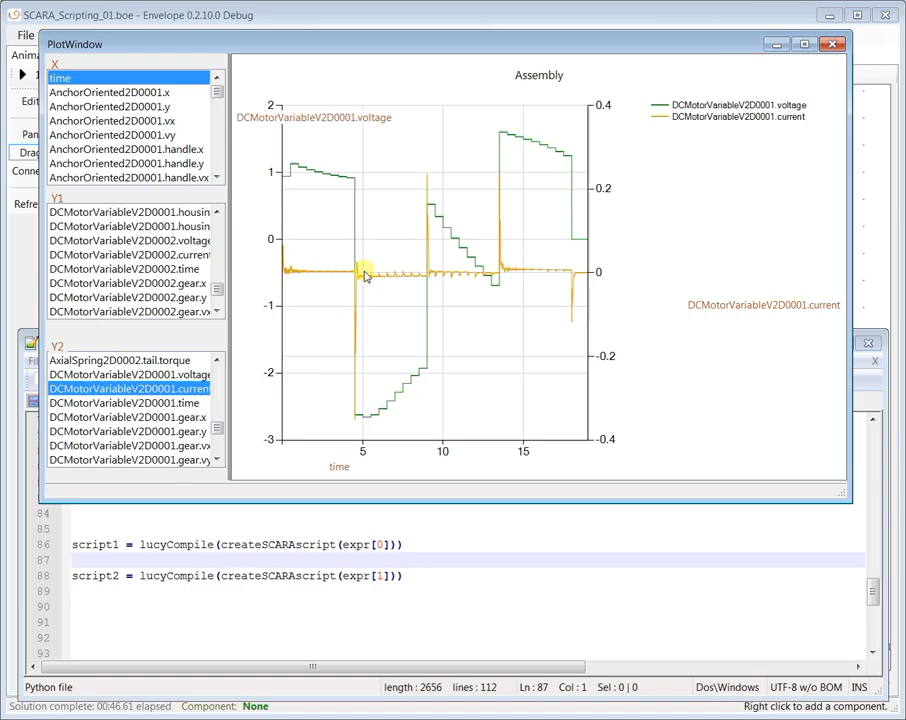 SCARA_Scripting_01.boe - Envelope 0.2.10.0 Debug
File
PlotWindow
Anima
Edi
Pan
Drag
Conne
Refre
X
time
AnchorOriented2D0001.x
AnchorOriented2D0001.y
AnchorOriented2D0001.vx
AnchorOriented2D0001.vy
AnchorOriented2D0001.handle.x
AnchorOriented2D0001.handle.y
AnchorOriented2D0001.handle.vx
Y1
DCMotorVariableV2D0001.housin
DCMotorVariableV2D0001.housin
DCMotorVariableV2D0002.voltage
DCMotorVariableV2D0002.current
DCMotorVariableV2D0002.time
DCMotorVariableV2D0002.gear.x
DCMotorVariableV2D0002.gear.y
DCMotorVariableV2D0002.gear.vx
Y2
AxialSpring2D0002.tail.torque
DCMotorVariableV2D0001.voltage
DCMotorVariableV2D0001.current
DCMotorVariableV2D0001.time
DCMotorVariableV2D0001.gear.x
DCMotorVariableV2D0001.gear.y
DCMotorVariableV2D0001.gear.vx
DCMotorVariableV2D0001.gear.vy
Assembly
DCMotorVariableV2D0001.voltage
2
1
0
-1
-2
-3
5
10
15
time
0.4
0.2
0
-0.2
-0.4
DCMotorVariableV2D0001.voltage
DCMotorVariableV2D0001.current
DCMotorVariableV2D0001.current
Fil
X
84
85
86 script1 = lucyCompile(createSCARAscript(expr[0]))
87
88 script2 = lucyCompile(createSCARAscript(expr[1]))
89
90
91
92
93
Python file length : 2656 lines : 112 Ln : 87 Col : 1 Sel : 0 | 0 Dos\Windows UTF-8 w/o BOM INS
Solution complete: 00:46.61 elapsed Component: None Right click to add a component.